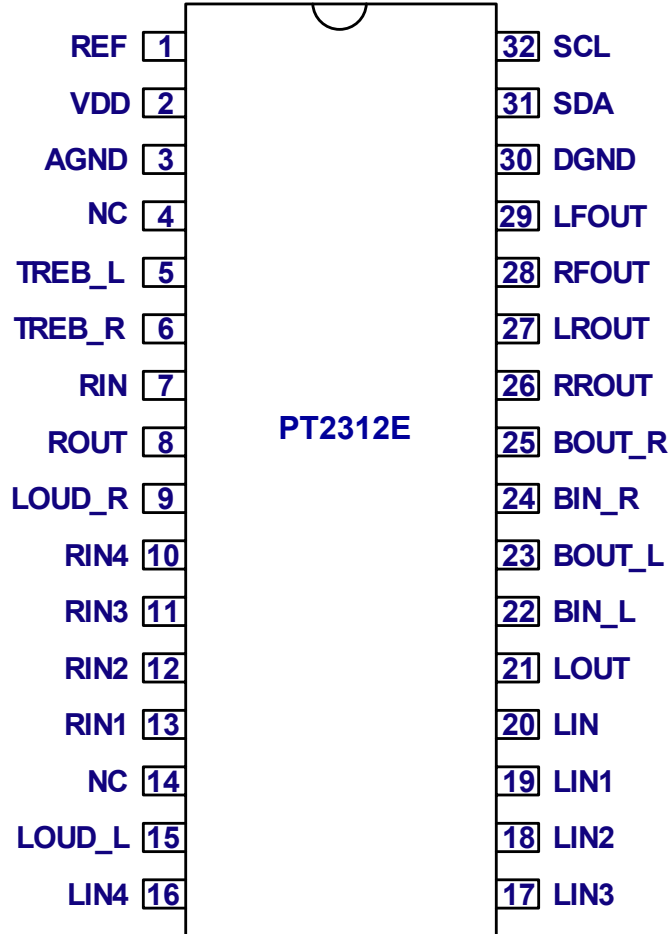 REF 1 32 SCL
VDD 2 31 SDA
AGND 3 30 DGND
NC 4 29 LFOUT
TREB_L 5 28 RFOUT
TREB_R 6 27 LROUT
RIN 7 26 RROUT
PT2312E
ROUT 8 25 BOUT_R
LOUD_R 9 24 BIN_R
RIN4 10 23 BOUT_L
RIN3 11 22 BIN_L
RIN2 12 21 LOUT
RIN1 13 20 LIN
NC 14 19 LIN1
LOUD_L 15 18 LIN2
LIN4 16 17 LIN3